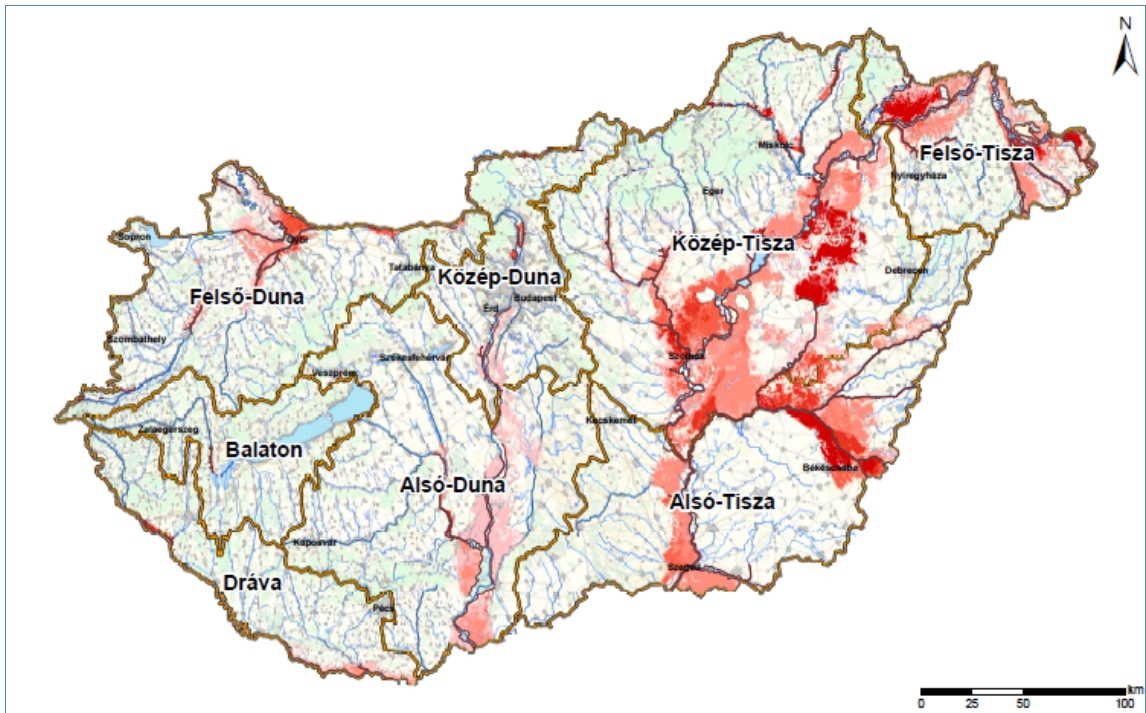 N
Miskolc
Felső-Tisza
Nyíregyháza
Eger
Sopron
Győr
Közép-Tisza
Debrecen
Tatabánya
Közép-Duna
Budapest
Felső-Duna
Érd
Szombathely
Székesfehérvár
Szolnok
Veszprém
Kecskemét
Zalaegerszeg
Balaton
Békéscsaba
Alsó-Duna
Alsó-Tisza
Kaposvár
Szeged
Dráva
Pécs
km
0 25 50 100